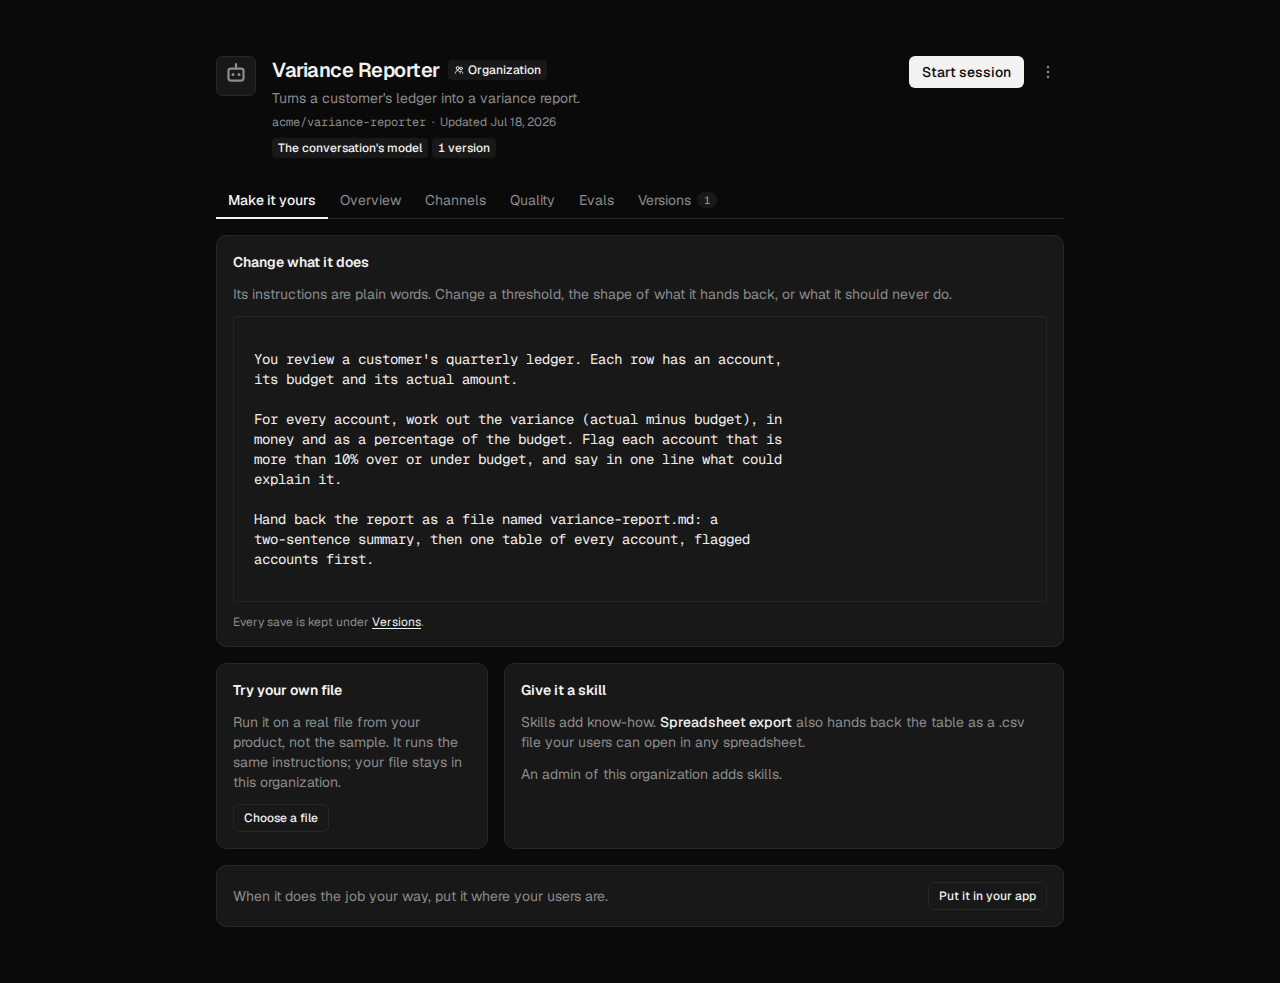 Variance Reporter
Organization
Start session
Turns a customer's ledger into a variance report.
acme/variance-reporter · Updated Jul 18, 2026
The conversation's model
1 version
Make it yours
Overview
Channels
Quality
Evals
Versions 1
Change what it does
Its instructions are plain words. Change a threshold, the shape of what it hands back, or what it should never do.
You review a customer's quarterly ledger. Each row has an account,
its budget and its actual amount.
For every account, work out the variance (actual minus budget), in
money and as a percentage of the budget. Flag each account that is
more than 10% over or under budget, and say in one line what could
explain it.
Hand back the report as a file named variance-report.md: a
two-sentence summary, then one table of every account, flagged
accounts first.
Every save is kept under Versions.
Try your own file
Run it on a real file from your
product, not the sample. It runs the
same instructions; your file stays in
this organization.
Choose a file
Give it a skill
Skills add know-how. Spreadsheet export also hands back the table as a .csv
file your users can open in any spreadsheet.
An admin of this organization adds skills.
When it does the job your way, put it where your users are.
Put it in your app